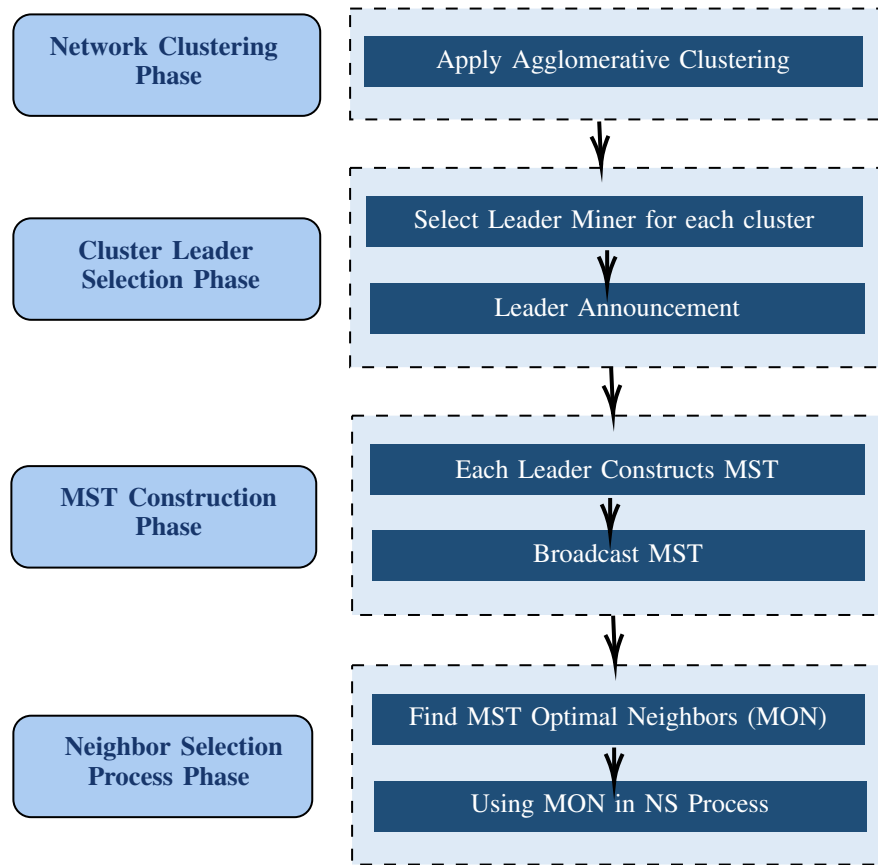 Network Clustering
Phase
Apply Agglomerative Clustering
Cluster Leader
Selection Phase
Select Leader Miner for each cluster
Leader Announcement
MST Construction
Phase
Each Leader Constructs MST
Broadcast MST
Neighbor Selection
Process Phase
Find MST Optimal Neighbors (MON)
Using MON in NS Process